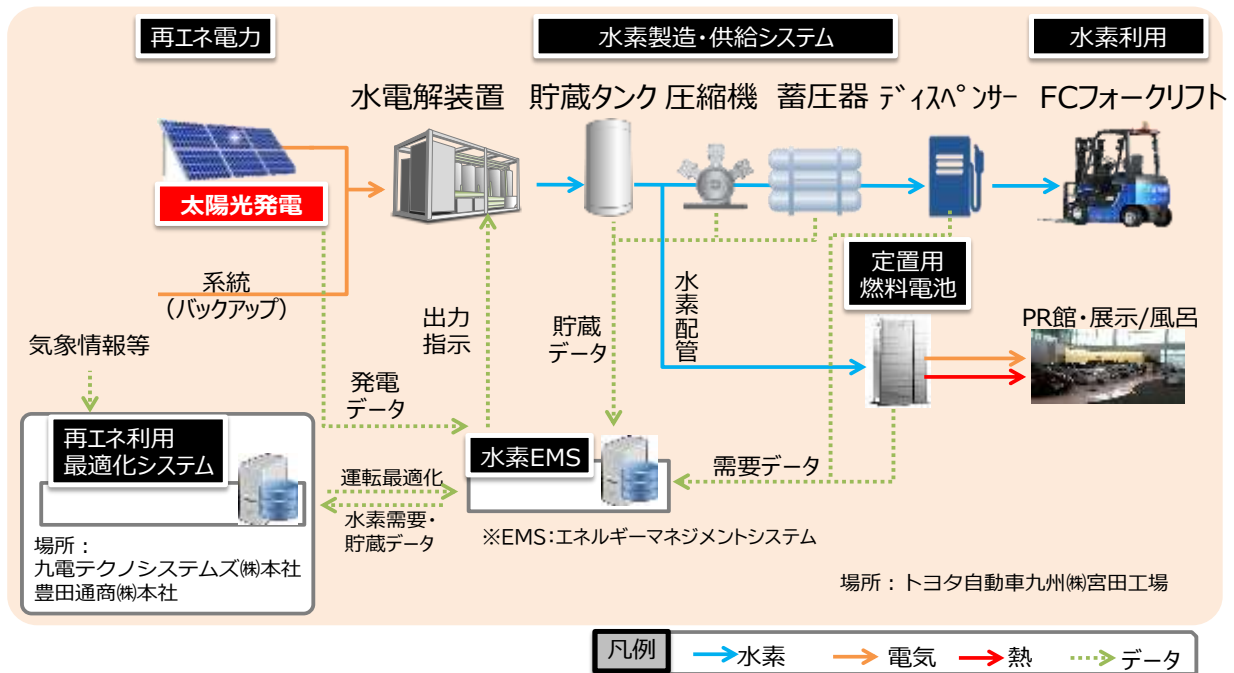 再エネ電力
水素製造・供給システム
水素利用
水電解装置
貯蔵タンク
圧縮機
蓄圧器
ディスペンサー
FCフォークリフト
太陽光発電
系統
(バックアップ)
定置用
燃料電池
水素配管
出力
指示
貯蔵
データ
PR館・展示/風呂
気象情報等
発電
データ
再エネ利用
最適化システム
水素EMS
需要データ
運転最適化
水素需要・
貯蔵データ
※EMS:エネルギーマネジメントシステム
場所：
九電テクノシステムズ㈱本社
豊田通商㈱本社
場所：トヨタ自動車九州㈱宮田工場
凡例
水素
電気
熱
データ